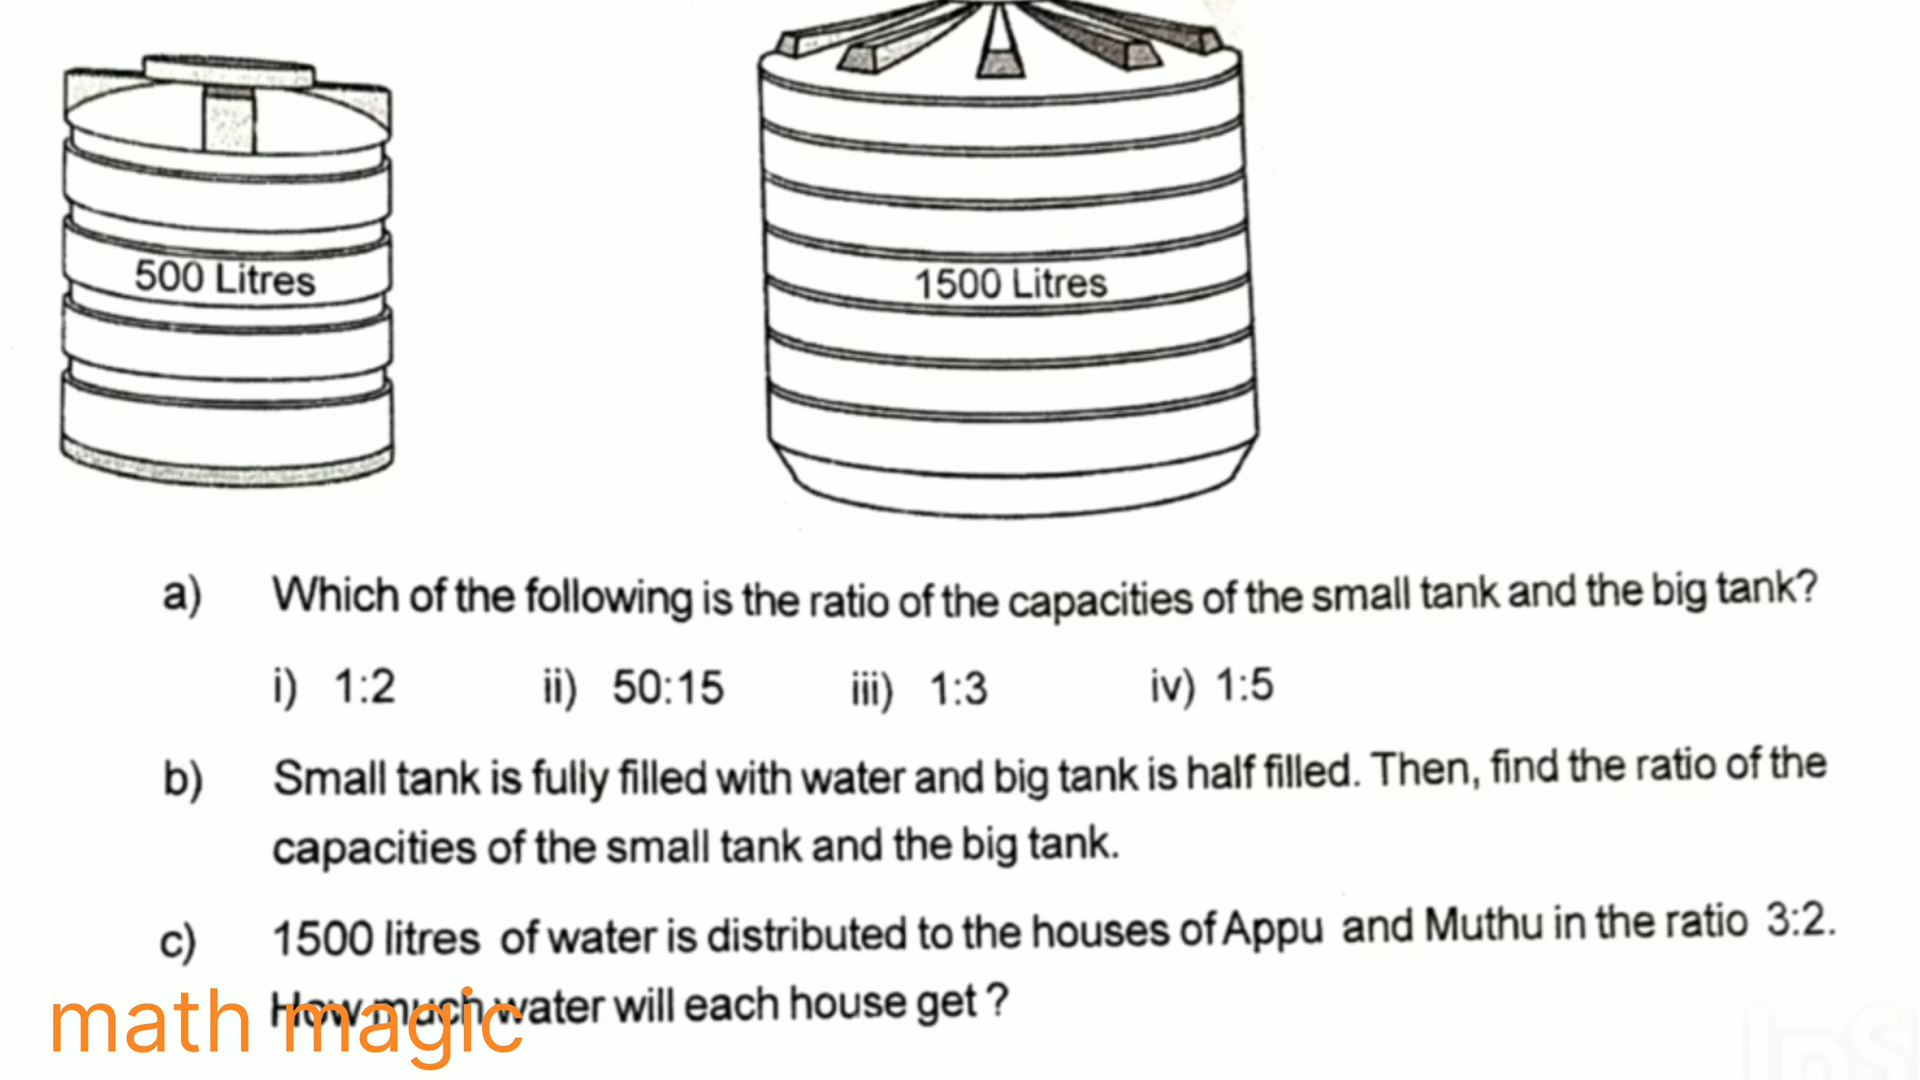 500 Litres
1500 Litres
a) Which of the following is the ratio of the capacities of the small tank and the big tank?
i) 1:2 ii) 50:15 iii) 1:3 iv) 1:5
b) Small tank is fully filled with water and big tank is half filled. Then, find the ratio of the
capacities of the small tank and the big tank.
c) 1500 litres of water is distributed to the houses of Appu and Muthu in the ratio 3:2.
How much water will each house get ?
math magic